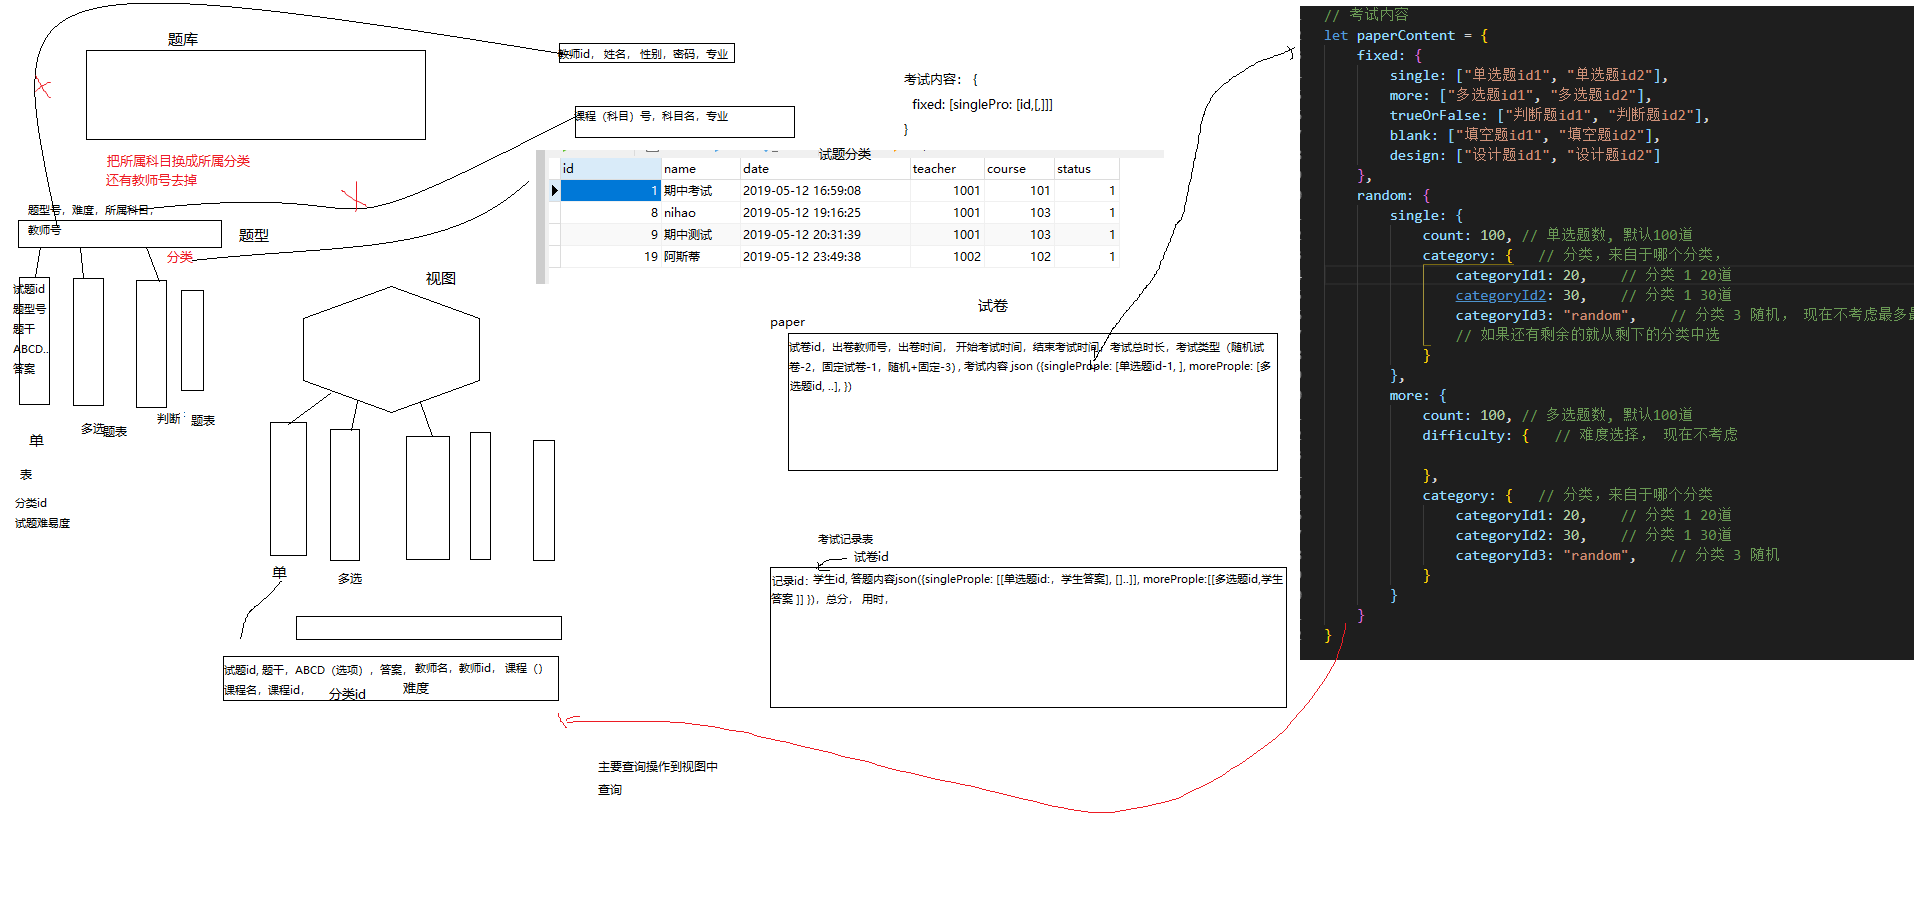 题库
把所属科目换成所属分类
还有教师号去掉
题型号，难度，所属科目，
教师号
题型
分类
试题id
题型号
题干
ABCD..
答案
单
表
分类id
试题难易度
多选题表
判断
题表
教师id， 姓名， 性别，密码，专业
课程（科目）号，科目名，专业
考试内容： {
fixed: [singlePro: [id,[,]]]
}
试题分类
id name date teacher course status
1 期中考试 2019-05-12 16:59:08 1001 101 1
8 nihao 2019-05-12 19:16:25 1001 103 1
9 期中测试 2019-05-12 20:31:39 1001 103 1
19 阿斯蒂 2019-05-12 23:49:38 1002 102 1
视图
单
多选
试题id, 题干，ABCD（选项）, 答案， 教师名，教师id， 课程（）
课程名，课程id， 分类id 难度
主要查询操作到视图中
查询
试卷
paper
试卷id，出卷教师号，出卷时间， 开始考试时间，结束考试时间，考试总时长，考试类型（随机试
卷-2，固定试卷-1，随机+固定-3）, 考试内容 json ({singleProple: [单选题id-1, ], moreProple: [多
选题id, ..], })
考试记录表
试卷id
记录id： 学生id, 答题内容json({singleProple: [[单选题id:，学生答案], []..]], moreProple:[[多选题id,学生
答案 ]] })，总分， 用时，
// 考试内容
let paperContent = {
fixed: {
single: ["单选题id1", "单选题id2"],
more: ["多选题id1", "多选题id2"],
trueOrFalse: ["判断题id1", "判断题id2"],
blank: ["填空题id1", "填空题id2"],
design: ["设计题id1", "设计题id2"]
},
random: {
single: {
count: 100, // 单选题数, 默认100道
category: { // 分类，来自于哪个分类，
categoryId1: 20, // 分类 1 20道
categoryId2: 30, // 分类 1 30道
categoryId3: "random", // 分类 3 随机， 现在不考虑最多
// 如果还有剩余的就从剩下的分类中选
}
},
more: {
count: 100, // 多选题数, 默认100道
difficulty: { // 难度选择， 现在不考虑
},
category: { // 分类，来自于哪个分类
categoryId1: 20, // 分类 1 20道
categoryId2: 30, // 分类 1 30道
categoryId3: "random", // 分类 3 随机
}
}
}
}